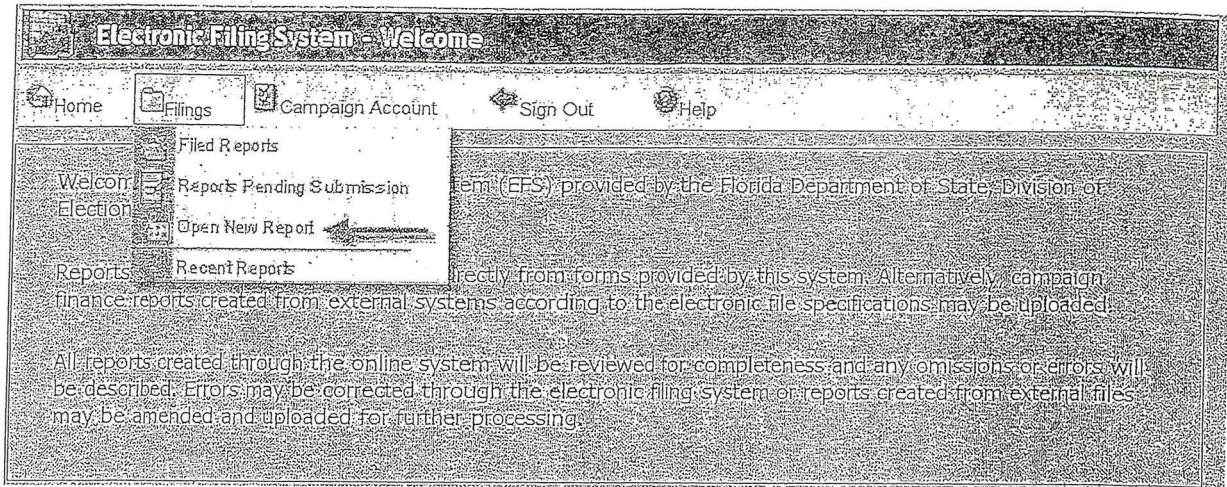 Electronic Filing System - Welcome
Home Filings Campaign Account Sign Out Help
Filed Reports
Reports Pending Submission
Open New Report
Recent Reports
Welcom tem (EFS) provided by the Florida Department of State, Division of
Election
Reports rectly from forms provided by this system. Alternatively, campaign
finance reports created from external systems according to the electronic file specifications may be uploaded.
All reports created through the online system will be reviewed for completeness and any omissions or errors will
be described. Errors may be corrected through the electronic filing system or reports created from external files
may be amended and uploaded for further processing.